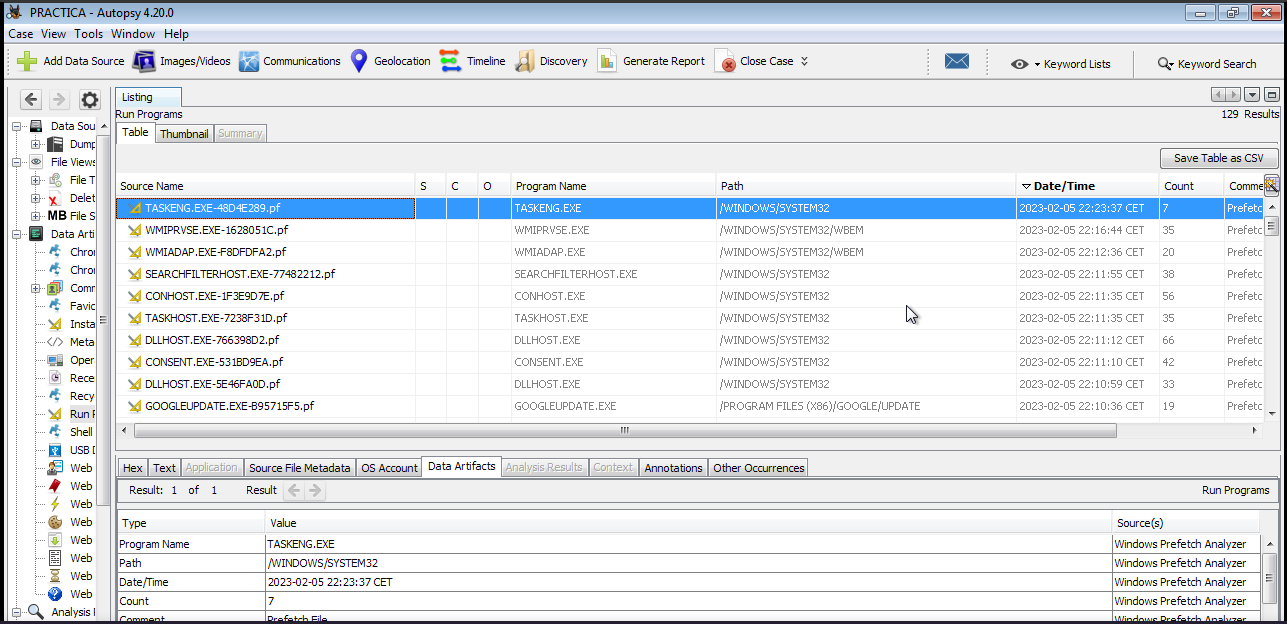 PRACTICA - Autopsy 4.20.0
Case View Tools Window Help
Add Data Source Images/Videos Communications Geolocation Timeline Discovery Generate Report Close Case Keyword Lists Keyword Search
Listing
Run Programs
129 Results
Table Thumbnail Summary
Save Table as CSV
Source Name S C O Program Name Path Date/Time Count Comme
TASKENG.EXE-48D4E289.pf TASKENG.EXE /WINDOWS/SYSTEM32 2023-02-05 22:23:37 CET 7 Prefetc
WMIPRVSE.EXE-1628051C.pf WMIPRVSE.EXE /WINDOWS/SYSTEM32/WBEM 2023-02-05 22:16:44 CET 35 Prefetc
WMIADAP.EXE-F8DFDFA2.pf WMIADAP.EXE /WINDOWS/SYSTEM32/WBEM 2023-02-05 22:12:36 CET 20 Prefetc
SEARCHFILTERHOST.EXE-77482212.pf SEARCHFILTERHOST.EXE /WINDOWS/SYSTEM32 2023-02-05 22:11:55 CET 38 Prefetc
CONHOST.EXE-1F3E9D7E.pf CONHOST.EXE /WINDOWS/SYSTEM32 2023-02-05 22:11:35 CET 56 Prefetc
TASKHOST.EXE-7238F31D.pf TASKHOST.EXE /WINDOWS/SYSTEM32 2023-02-05 22:11:35 CET 35 Prefetc
DLLHOST.EXE-766398D2.pf DLLHOST.EXE /WINDOWS/SYSTEM32 2023-02-05 22:11:12 CET 66 Prefetc
CONSENT.EXE-531BD9EA.pf CONSENT.EXE /WINDOWS/SYSTEM32 2023-02-05 22:11:10 CET 42 Prefetc
DLLHOST.EXE-5E46FA0D.pf DLLHOST.EXE /WINDOWS/SYSTEM32 2023-02-05 22:10:59 CET 33 Prefetc
GOOGLEUPDATE.EXE-B95715F5.pf GOOGLEUPDATE.EXE /PROGRAM FILES (X86)/GOOGLE/UPDATE 2023-02-05 22:10:36 CET 19 Prefetc
Data Sou
Dump
File Views
File T
Delet
MB File S
Data Arti
Chro
Chro
Comm
Favic
Insta
Meta
Oper
Rece
Recy
Run P
Shell
USB D
Web
Web
Web
Web
Web
Web
Web
Web
Analysis R
Hex Text Application Source File Metadata OS Account Data Artifacts Analysis Results Context Annotations Other Occurrences
Result: 1 of 1 Result Run Programs
Type Value Source(s)
Program Name TASKENG.EXE Windows Prefetch Analyzer
Path /WINDOWS/SYSTEM32 Windows Prefetch Analyzer
Date/Time 2023-02-05 22:23:37 CET Windows Prefetch Analyzer
Count 7 Windows Prefetch Analyzer
Comment Prefetch File Windows Prefetch Analyzer